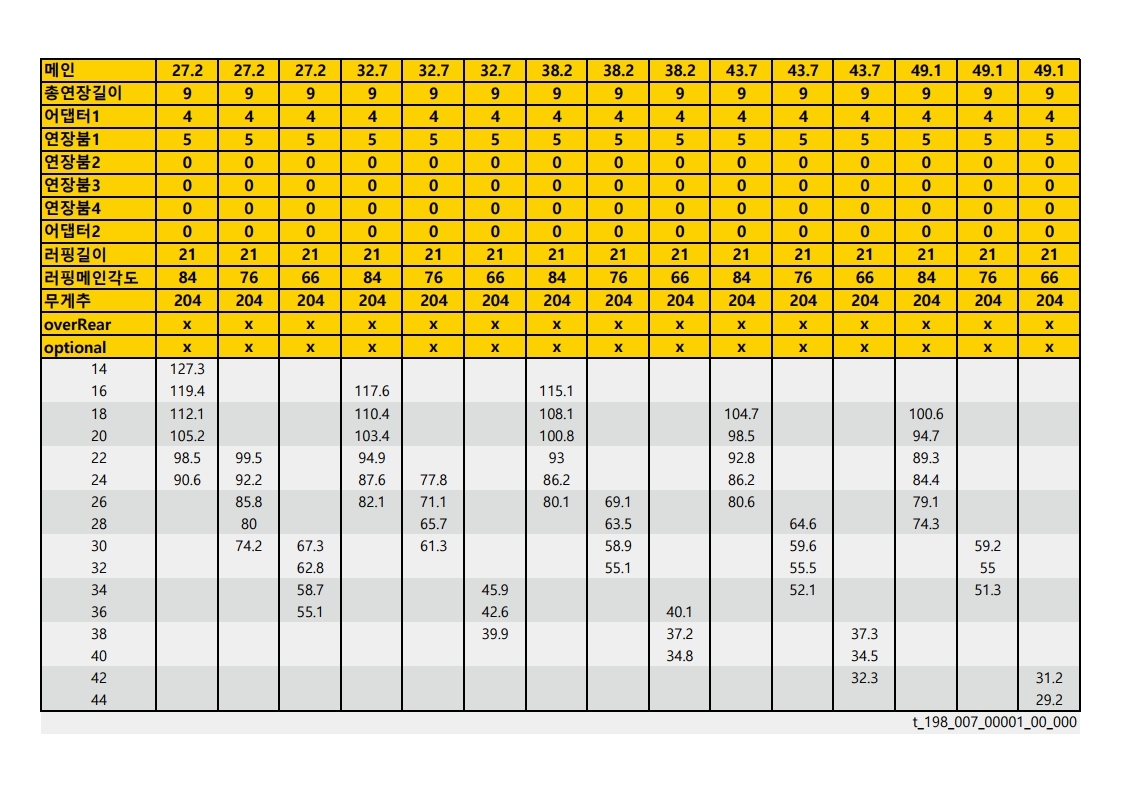 메인 27.2 27.2 27.2 32.7 32.7 32.7 38.2 38.2 38.2 43.7 43.7 43.7 49.1 49.1 49.1
총연장길이 9 9 9 9 9 9 9 9 9 9 9 9 9 9 9
어댑터1 4 4 4 4 4 4 4 4 4 4 4 4 4 4 4
연장붐1 5 5 5 5 5 5 5 5 5 5 5 5 5 5 5
연장붐2 0 0 0 0 0 0 0 0 0 0 0 0 0 0 0
연장붐3 0 0 0 0 0 0 0 0 0 0 0 0 0 0 0
연장붐4 0 0 0 0 0 0 0 0 0 0 0 0 0 0 0
어댑터2 0 0 0 0 0 0 0 0 0 0 0 0 0 0 0
러핑길이 21 21 21 21 21 21 21 21 21 21 21 21 21 21 21
러핑메인각도 84 76 66 84 76 66 84 76 66 84 76 66 84 76 66
무게추 204 204 204 204 204 204 204 204 204 204 204 204 204 204 204
overRear x x x x x x x x x x x x x x x
optional x x x x x x x x x x x x x x x
14 127.3
16 119.4 117.6 115.1
18 112.1 110.4 108.1 104.7 100.6
20 105.2 103.4 100.8 98.5 94.7
22 98.5 99.5 94.9 93 92.8 89.3
24 90.6 92.2 87.6 77.8 86.2 86.2 84.4
26 85.8 82.1 71.1 80.1 69.1 80.6 79.1
28 80 65.7 63.5 64.6 74.3
30 74.2 67.3 61.3 58.9 59.6 59.2
32 62.8 55.1 55.5 55
34 58.7 45.9 52.1 51.3
36 55.1 42.6 40.1
38 39.9 37.2 37.3
40 34.8 34.5
42 32.3 31.2
44 29.2
t_198_007_00001_00_000